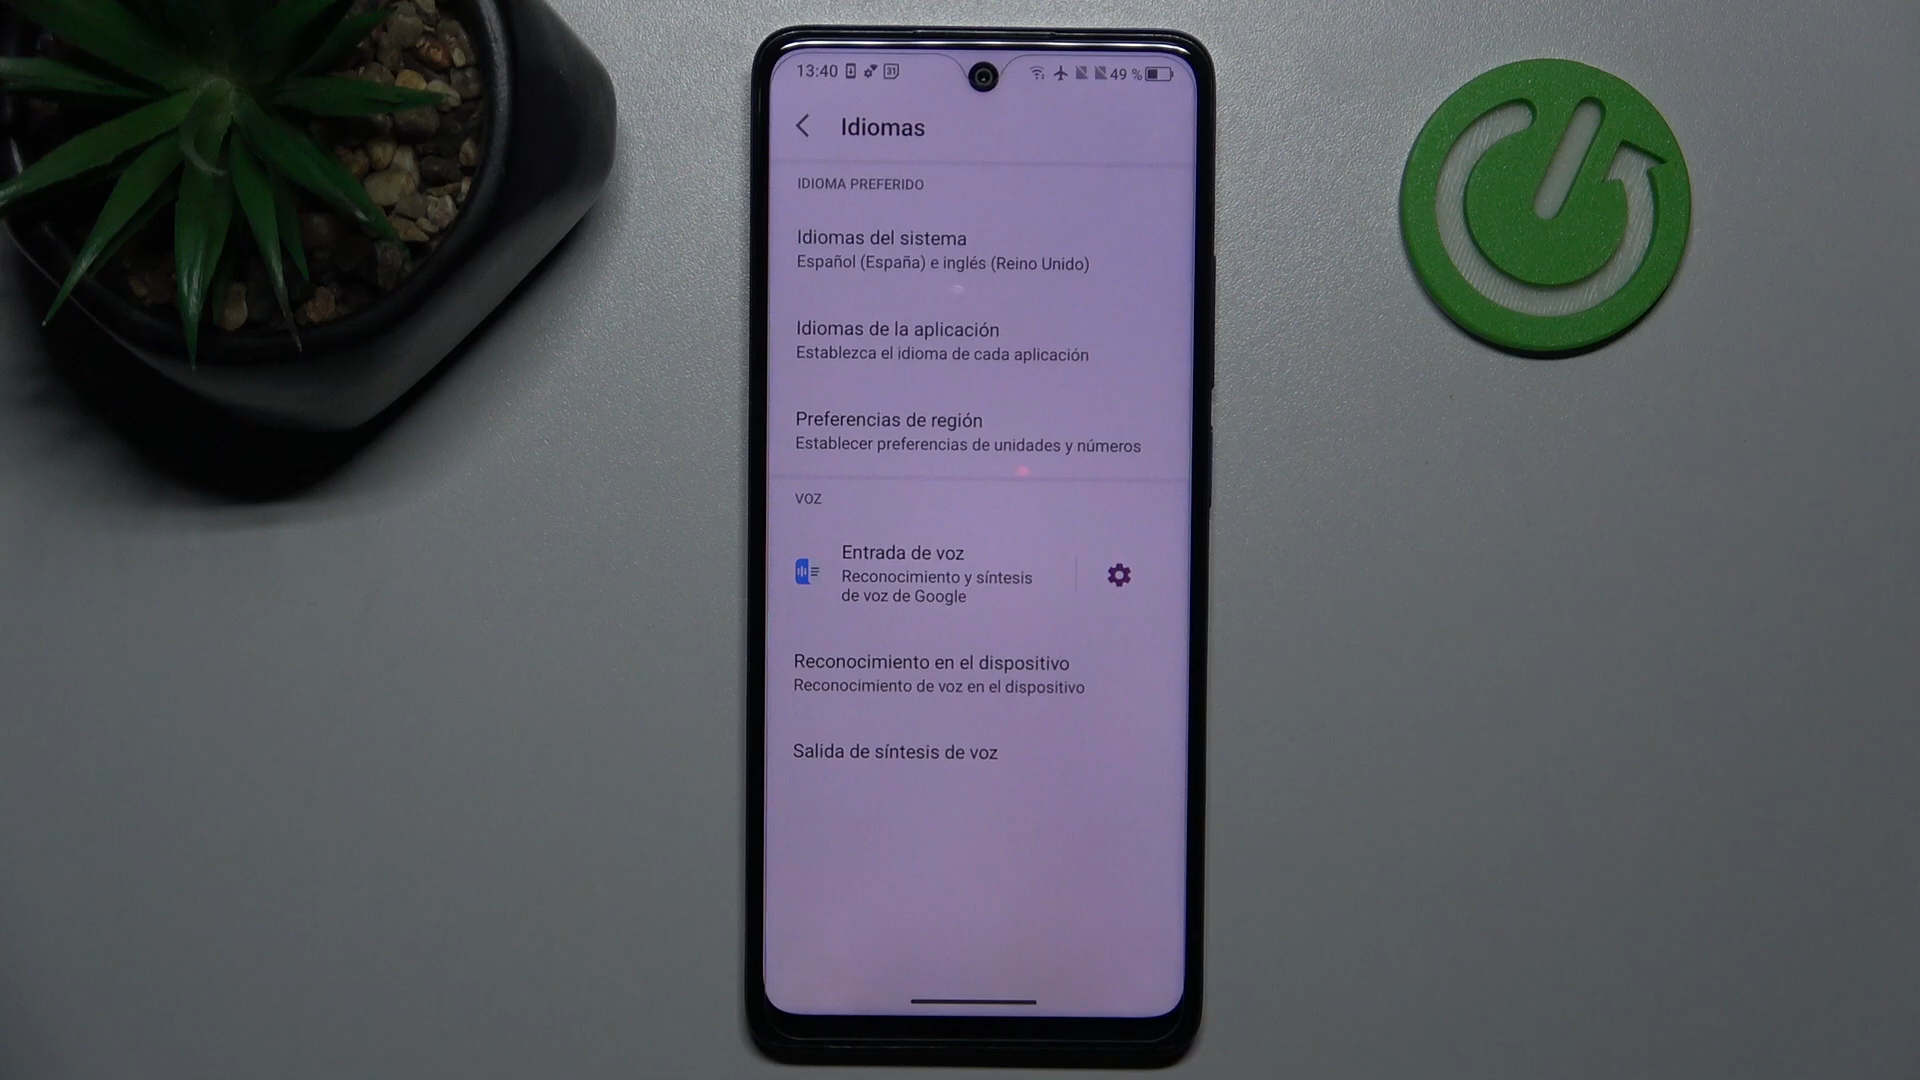 13:40 31 49 %
Idiomas
IDIOMA PREFERIDO
Idiomas del sistema
Español (España) e inglés (Reino Unido)
Idiomas de la aplicación
Establezca el idioma de cada aplicación
Preferencias de región
Establecer preferencias de unidades y números
VOZ
Entrada de voz
Reconocimiento y síntesis
de voz de Google
Reconocimiento en el dispositivo
Reconocimiento de voz en el dispositivo
Salida de síntesis de voz